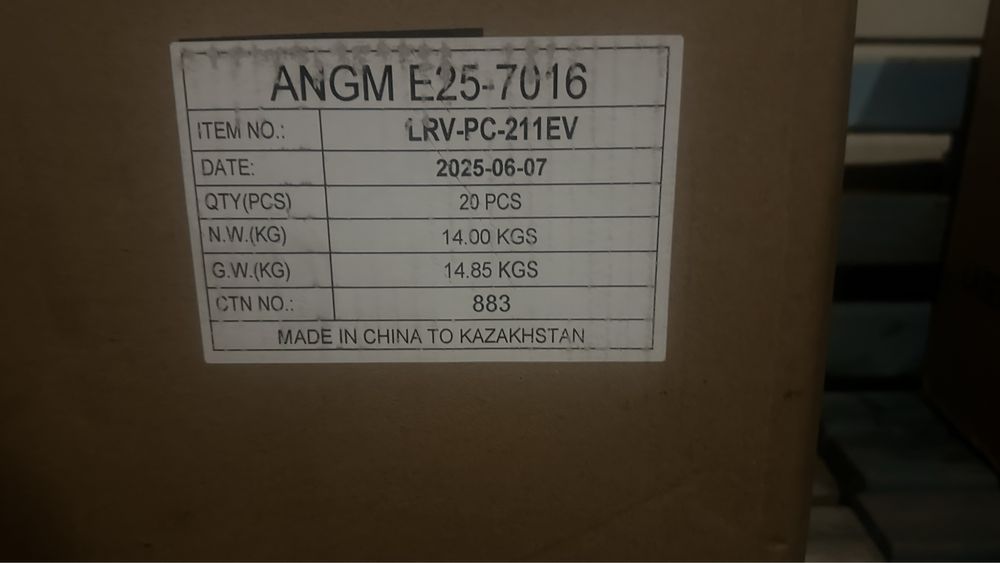 ANGM E25-7016
ITEM NO.: LRV-PC-211EV
DATE: 2025-06-07
QTY(PCS) 20 PCS
N.W.(KG) 14.00 KGS
G.W.(KG) 14.85 KGS
CTN NO.: 883
MADE IN CHINA TO KAZAKHSTAN